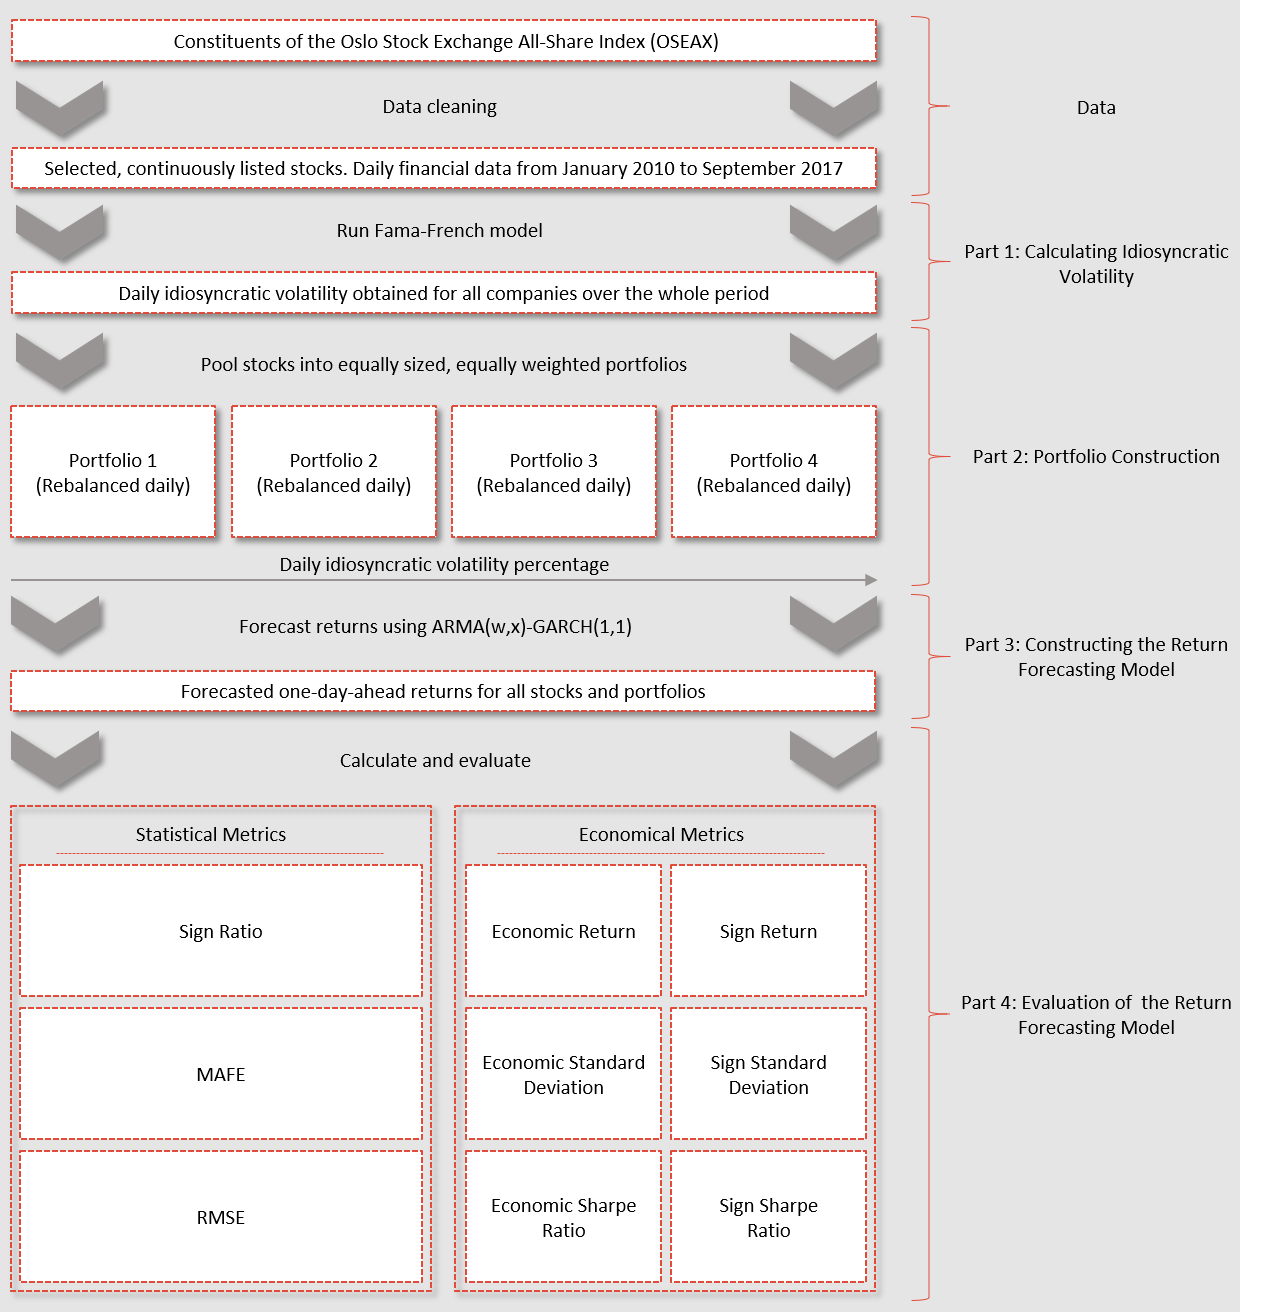 Constituents of the Oslo Stock Exchange All-Share Index (OSEAX)
Data cleaning
Data
Selected, continuously listed stocks. Daily financial data from January 2010 to September 2017
Run Fama-French model
Part 1: Calculating Idiosyncratic
Volatility
Daily idiosyncratic volatility obtained for all companies over the whole period
Pool stocks into equally sized, equally weighted portfolios
Portfolio 1
(Rebalanced daily)
Portfolio 2
(Rebalanced daily)
Portfolio 3
(Rebalanced daily)
Portfolio 4
(Rebalanced daily)
Part 2: Portfolio Construction
Daily idiosyncratic volatility percentage
Forecast returns using ARMA(w,x)-GARCH(1,1)
Part 3: Constructing the Return
Forecasting Model
Forecasted one-day-ahead returns for all stocks and portfolios
Calculate and evaluate
Statistical Metrics
Sign Ratio
MAFE
RMSE
Economical Metrics
Economic Return
Sign Return
Economic Standard
Deviation
Sign Standard
Deviation
Economic Sharpe
Ratio
Sign Sharpe
Ratio
Part 4: Evaluation of  the Return
Forecasting Model